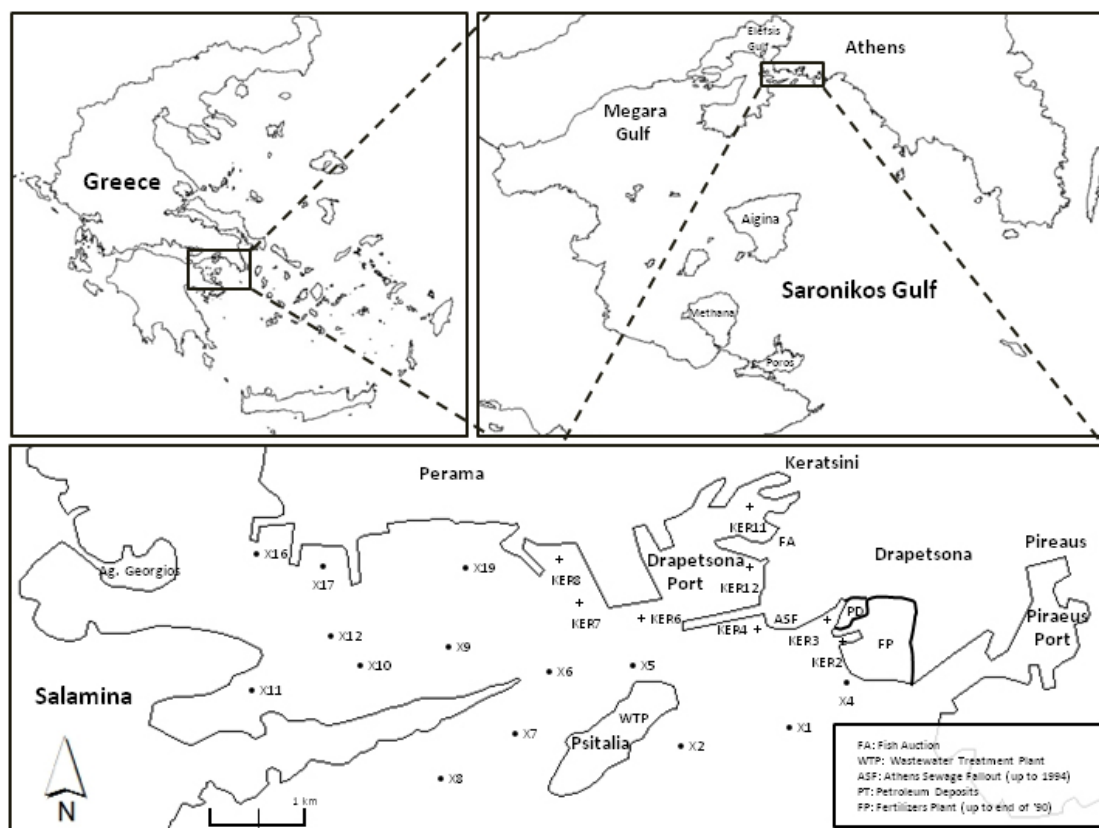 Greece
Elefsis
Gulf
Athens
Megara
Gulf
Aigina
Saronikos Gulf
Methana
Poros
Perama
Keratsini
KER11
FA
X16
Ag. Georgios
X17
X19
KER8
Drapetsona
Port
KER12
Drapetsona
Pireaus
KER7
KER6
KER4
ASF
KER3
PD
FP
KER2
Piraeus
Port
X12
X9
X10
X6
X5
X4
Salamina
X11
WTP
Psitalia
X7
X2
X1
X8
N
1 km
FA: Fish Auction
WTP: Wastewater Treatment Plant
ASF: Athens Sewage Fallout (up to 1994)
PT: Petroleum Deposits
FP: Fertilizers Plant (up to end of '90)